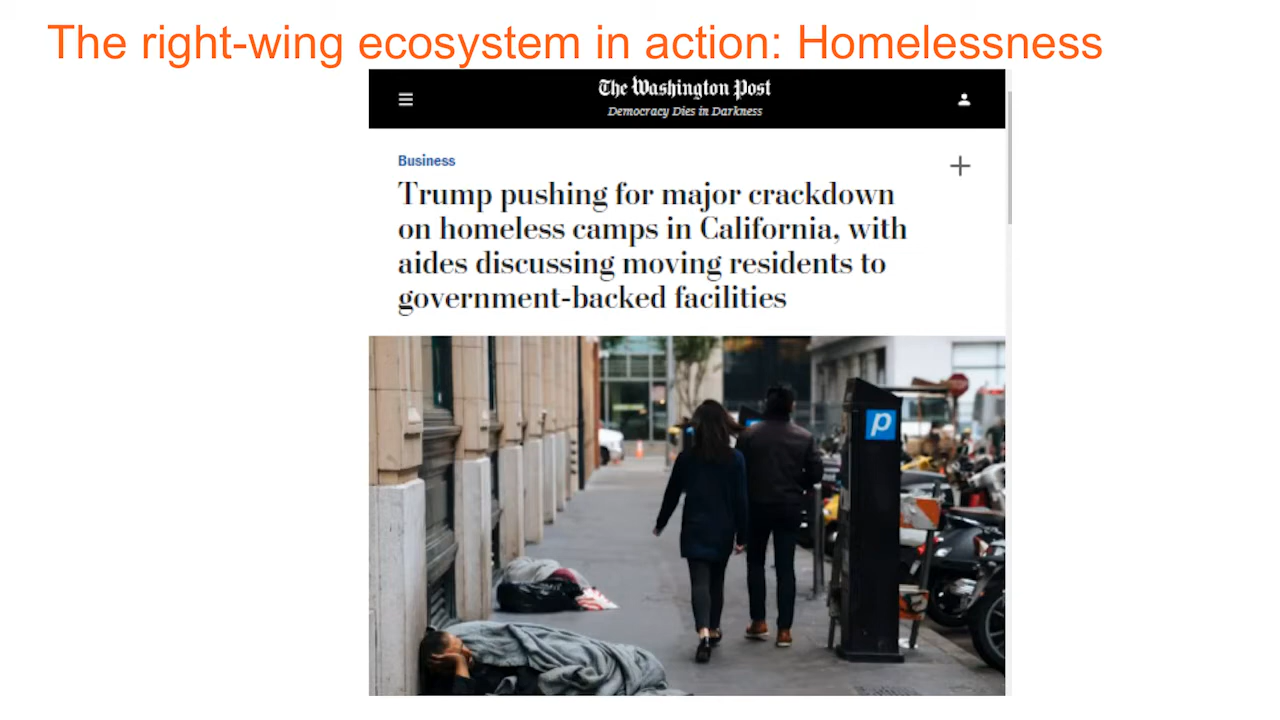 The right-wing ecosystem in action: Homelessness
The Washington Post
Democracy Dies in Darkness
Business
Trump pushing for major crackdown
on homeless camps in California, with
aides discussing moving residents to
government-backed facilities
P